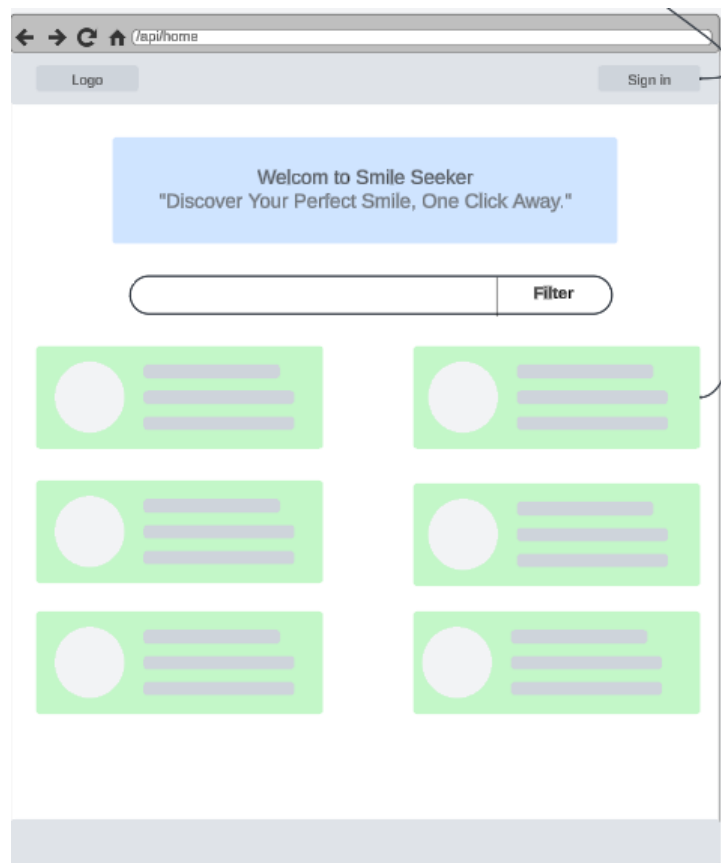 /api/home
Logo
Sign in
Welcom to Smile Seeker
"Discover Your Perfect Smile, One Click Away."
Filter